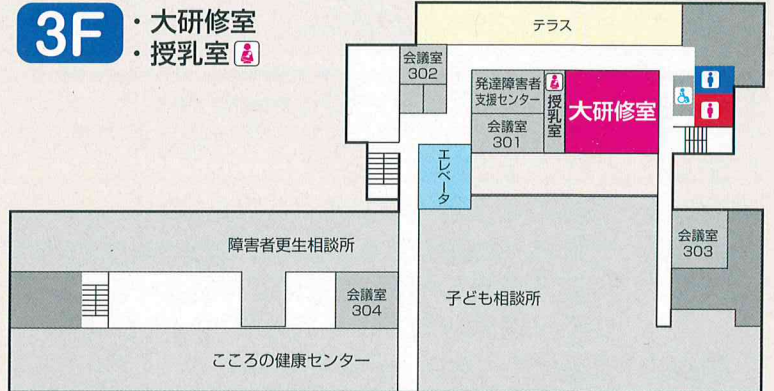 3F
・大研修室
・授乳室
テラス
会議室
302
発達障害者
支援センター
授乳室
大研修室
会議室
301
エレベータ
障害者更生相談所
会議室
303
会議室
304
子ども相談所
こころの健康センター